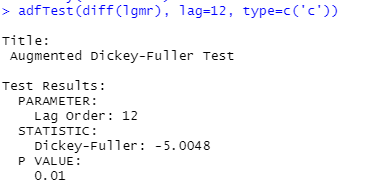 > adfTest(diff(lgmr), lag=12, type=c('c'))
Title:
Augmented Dickey-Fuller Test
Test Results:
PARAMETER:
Lag Order: 12
STATISTIC:
Dickey-Fuller: -5.0048
P VALUE:
0.01